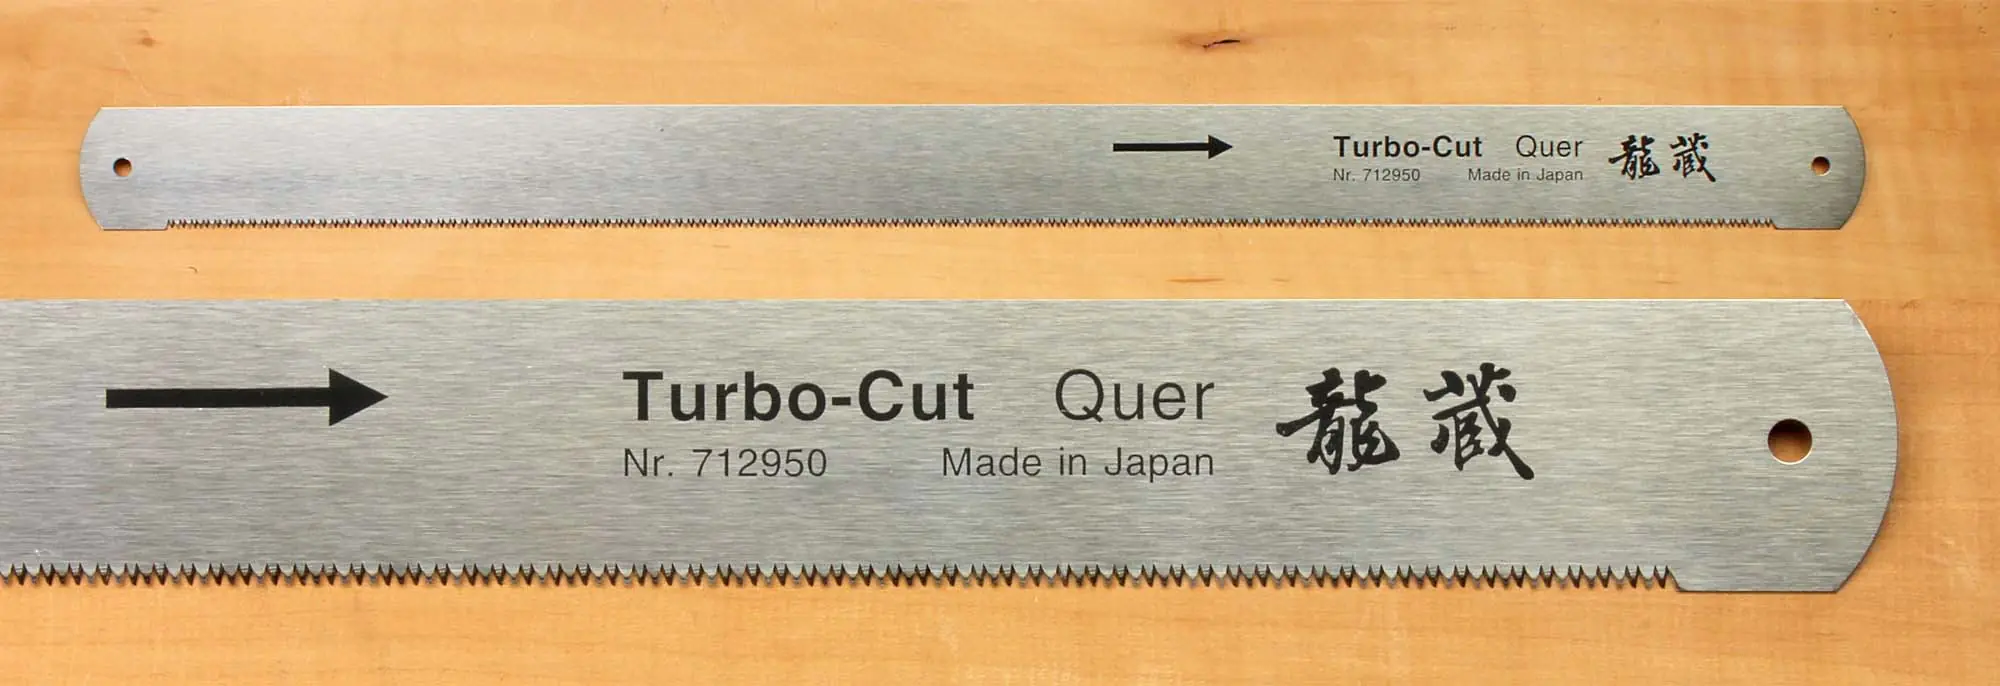 Turbo-Cut Quer 龍蔵
Nr. 712950 Made in Japan
Turbo-Cut Quer 龍蔵
Nr. 712950 Made in Japan